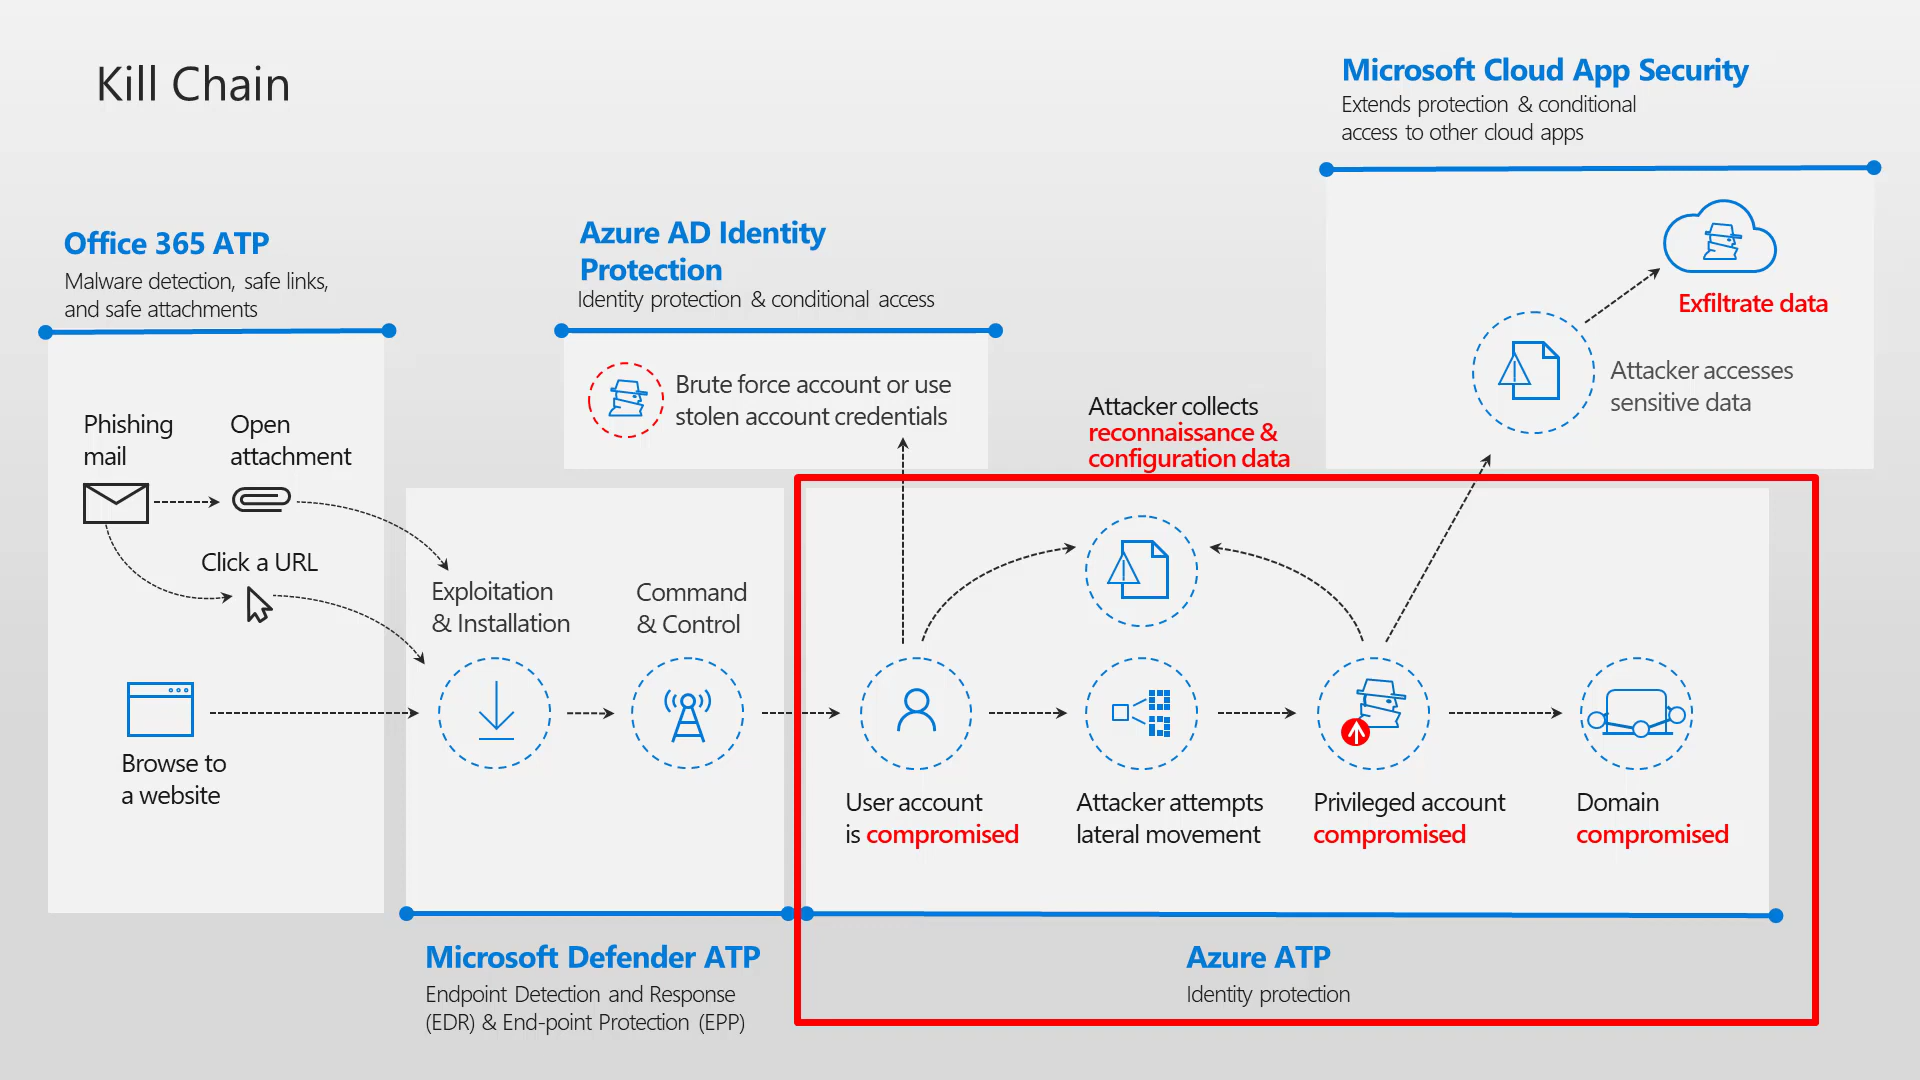 Kill Chain
Microsoft Cloud App Security
Extends protection & conditional
access to other cloud apps
Office 365 ATP
Malware detection, safe links,
and safe attachments
Azure AD Identity
Protection
Identity protection & conditional access
Exfiltrate data
Attacker accesses
sensitive data
Brute force account or use
stolen account credentials
Attacker collects
reconnaissance &
configuration data
Phishing
mail
Open
attachment
Click a URL
Browse to
a website
Exploitation
& Installation
Command
& Control
User account
is compromised
Attacker attempts
lateral movement
Privileged account
compromised
Domain
compromised
Microsoft Defender ATP
Endpoint Detection and Response
(EDR) & End-point Protection (EPP)
Azure ATP
Identity protection